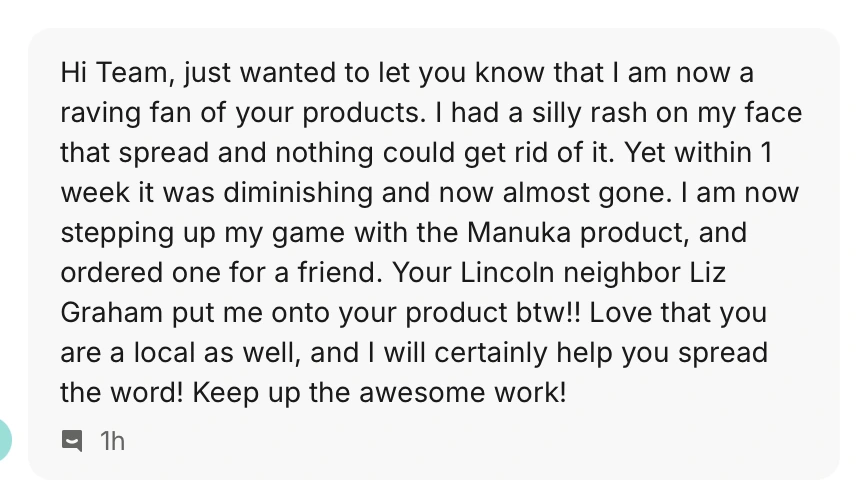 Hi Team, just wanted to let you know that I am now a
raving fan of your products. I had a silly rash on my face
that spread and nothing could get rid of it. Yet within 1
week it was diminishing and now almost gone. I am now
stepping up my game with the Manuka product, and
ordered one for a friend. Your Lincoln neighbor Liz
Graham put me onto your product btw!! Love that you
are a local as well, and I will certainly help you spread
the word! Keep up the awesome work!
1h